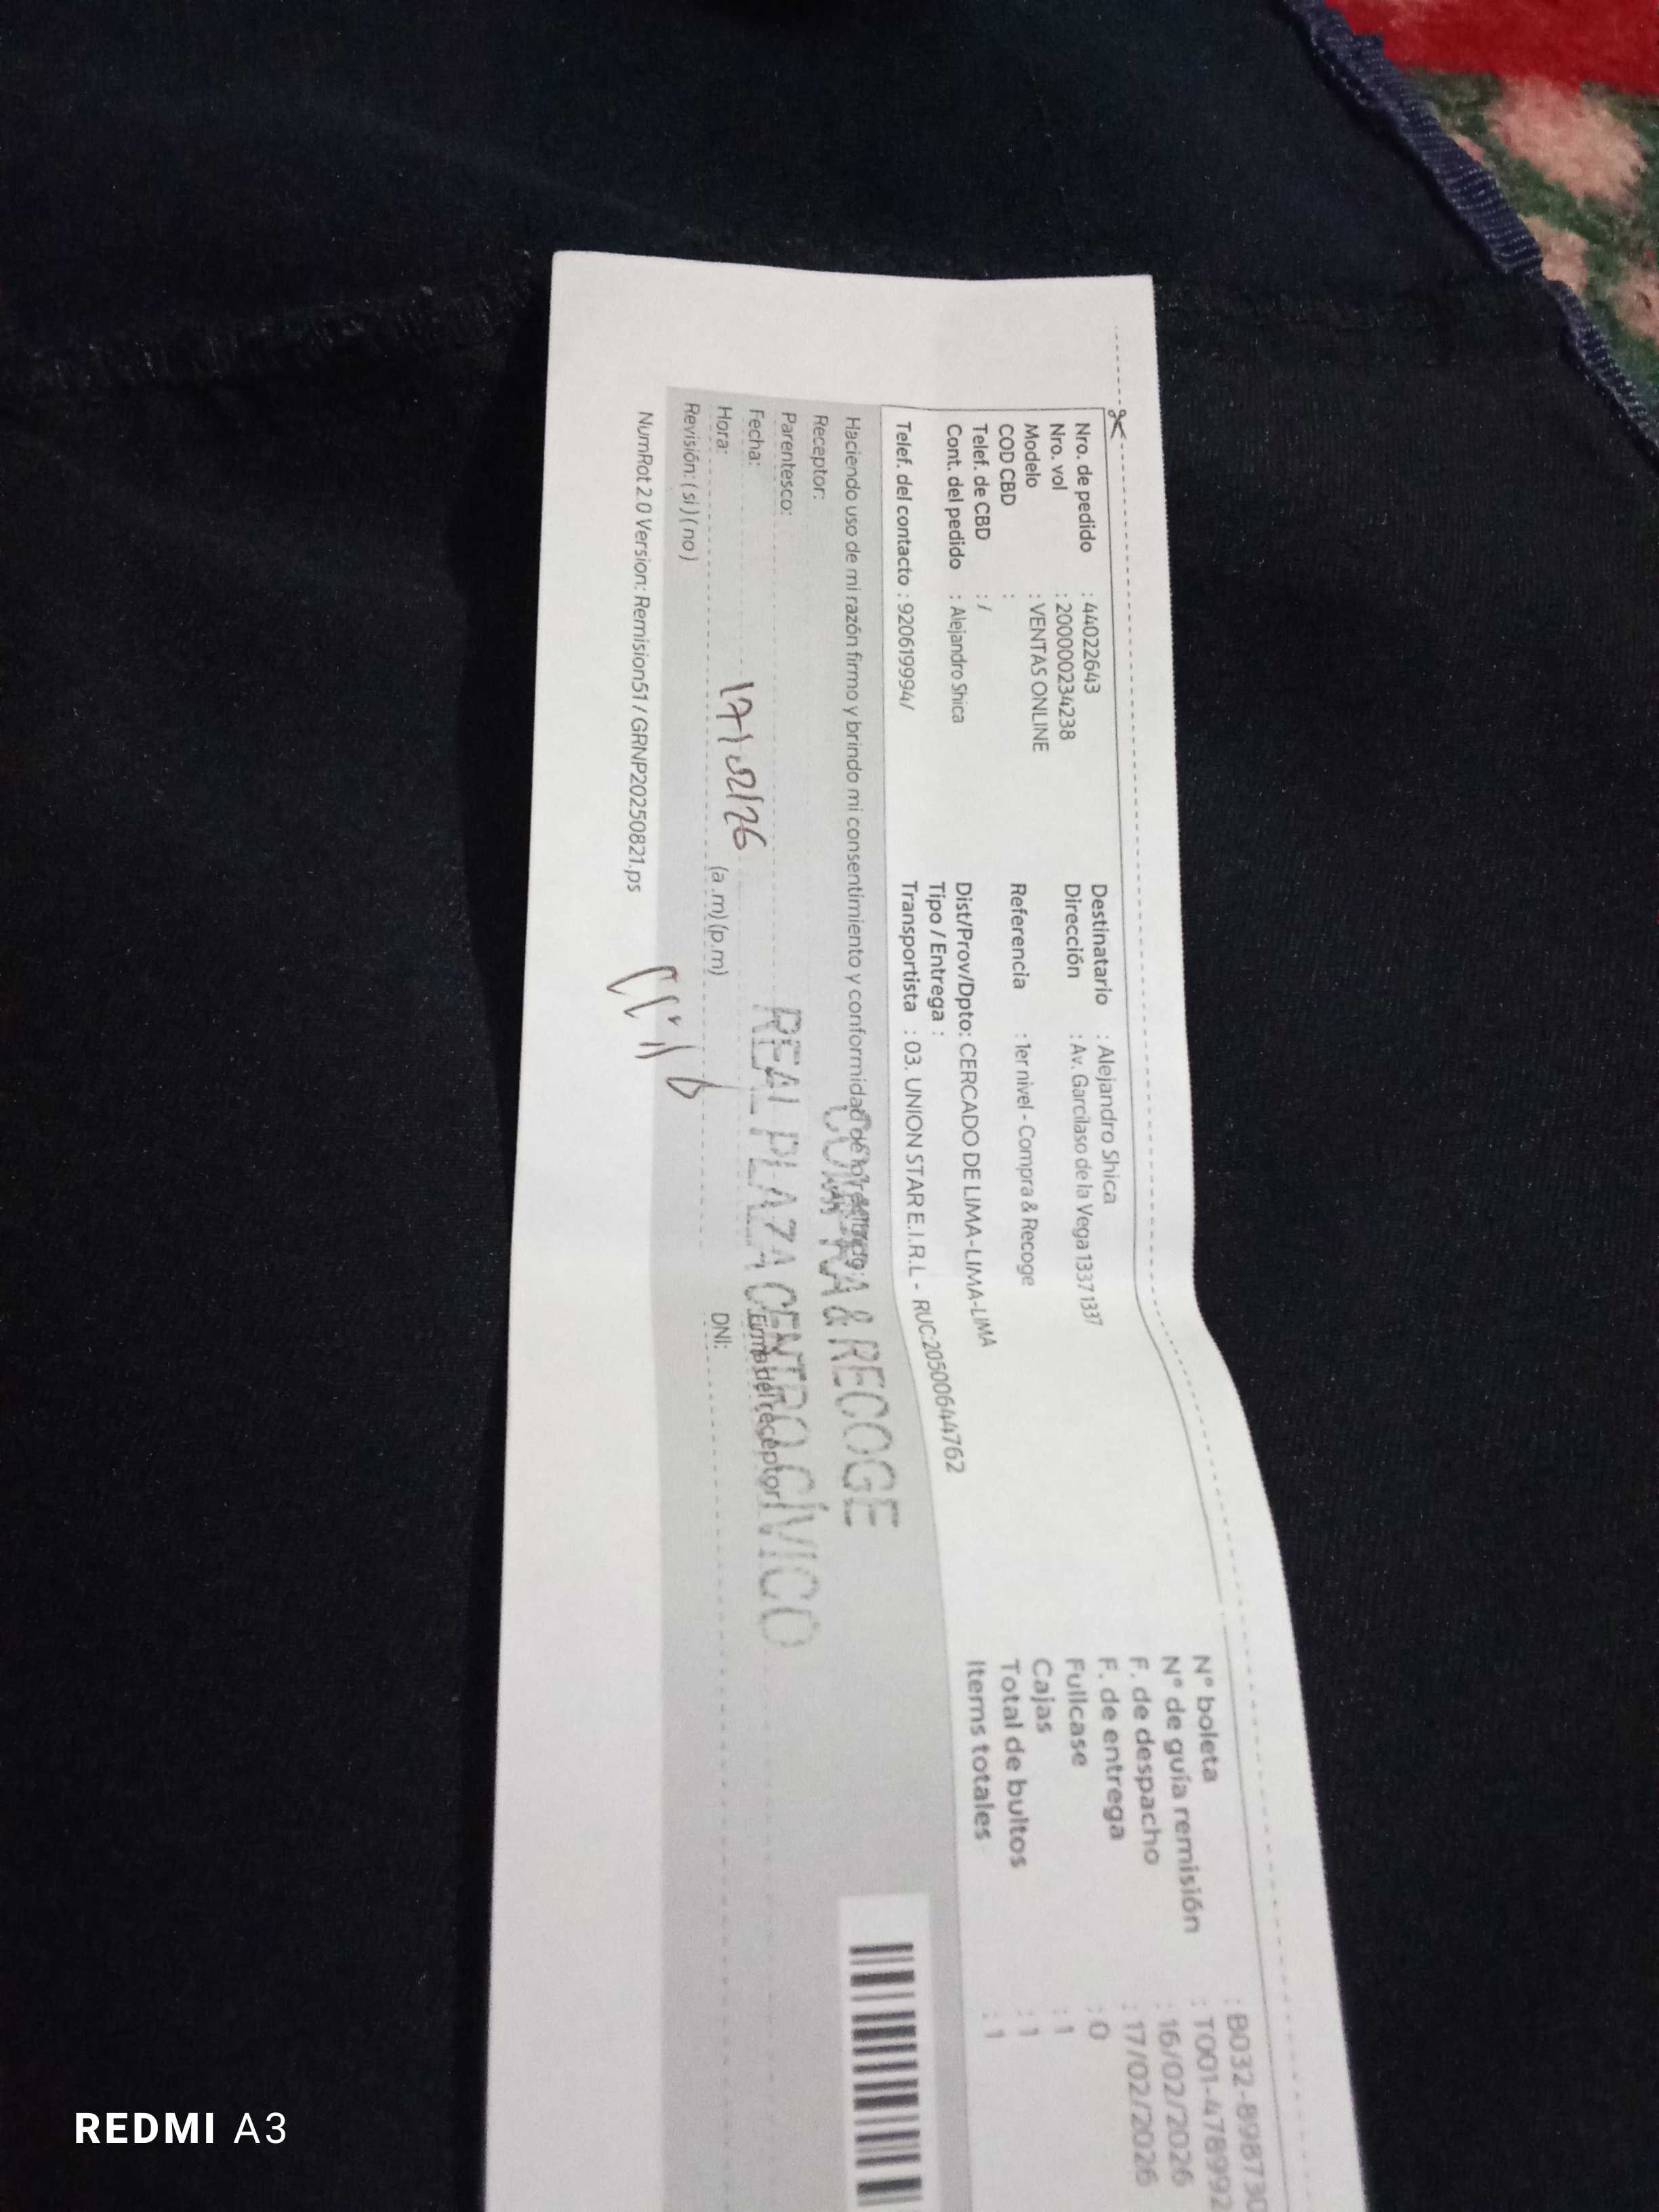 Nro. de pedido : 44022643
Nro. vol : 200000234238
Modelo : VENTAS ONLINE
COD CBD :
Telef. de CBD : /
Cont. del pedido : Alejandro Shica
Telef. del contacto : 920619994/
Destinatario : Alejandro Shica
Dirección : Av. Garcilaso de la Vega 1337 1337
Referencia : 1er nivel - Compra & Recoge
Dist/Prov/Dpto: CERCADO DE LIMA-LIMA-LIMA
Tipo / Entrega :
Transportista : 03. UNION STAR E.I.R.L - RUC:20500644762
N° boleta : B032-898730
N° de guía remisión : T001-478992
F. de despacho : 16/02/2026
F. de entrega : 17/02/2026
Fullcase : 0
Cajas : 1
Total de bultos : 1
Items totales : 1
Haciendo uso de mi razón firmo y brindo mi consentimiento y conformidad de lo recibido.
Receptor:
Parentesco:
Fecha: 17/02/26
Hora: (a .m) (p.m)
Revisión: ( si ) ( no )
COMPRA & RECOGE
REAL PLAZA CENTRO CÍVICO
Firma del receptor
DNI:
NumRot 2.0 Version: Remision51 / GRNP20250821.ps
REDMI A3